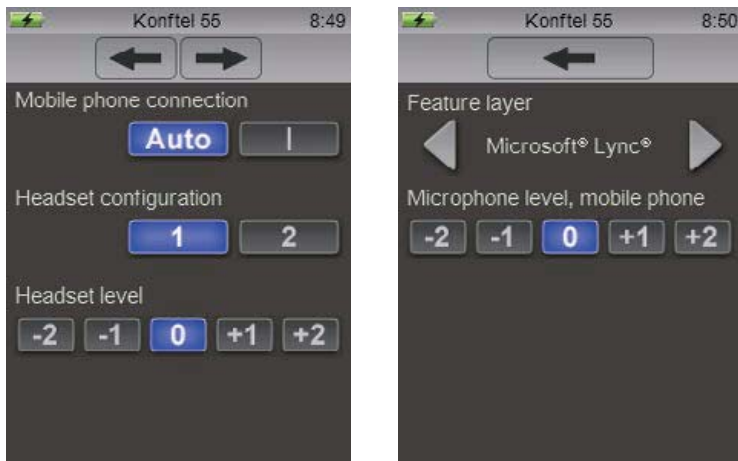 Konftel 55 8:49
Mobile phone connection
Auto |
Headset configuration
1 2
Headset level
-2 -1 0 +1 +2
Konftel 55 8:50
Feature layer
Microsoft® Lync®
Microphone level, mobile phone
-2 -1 0 +1 +2